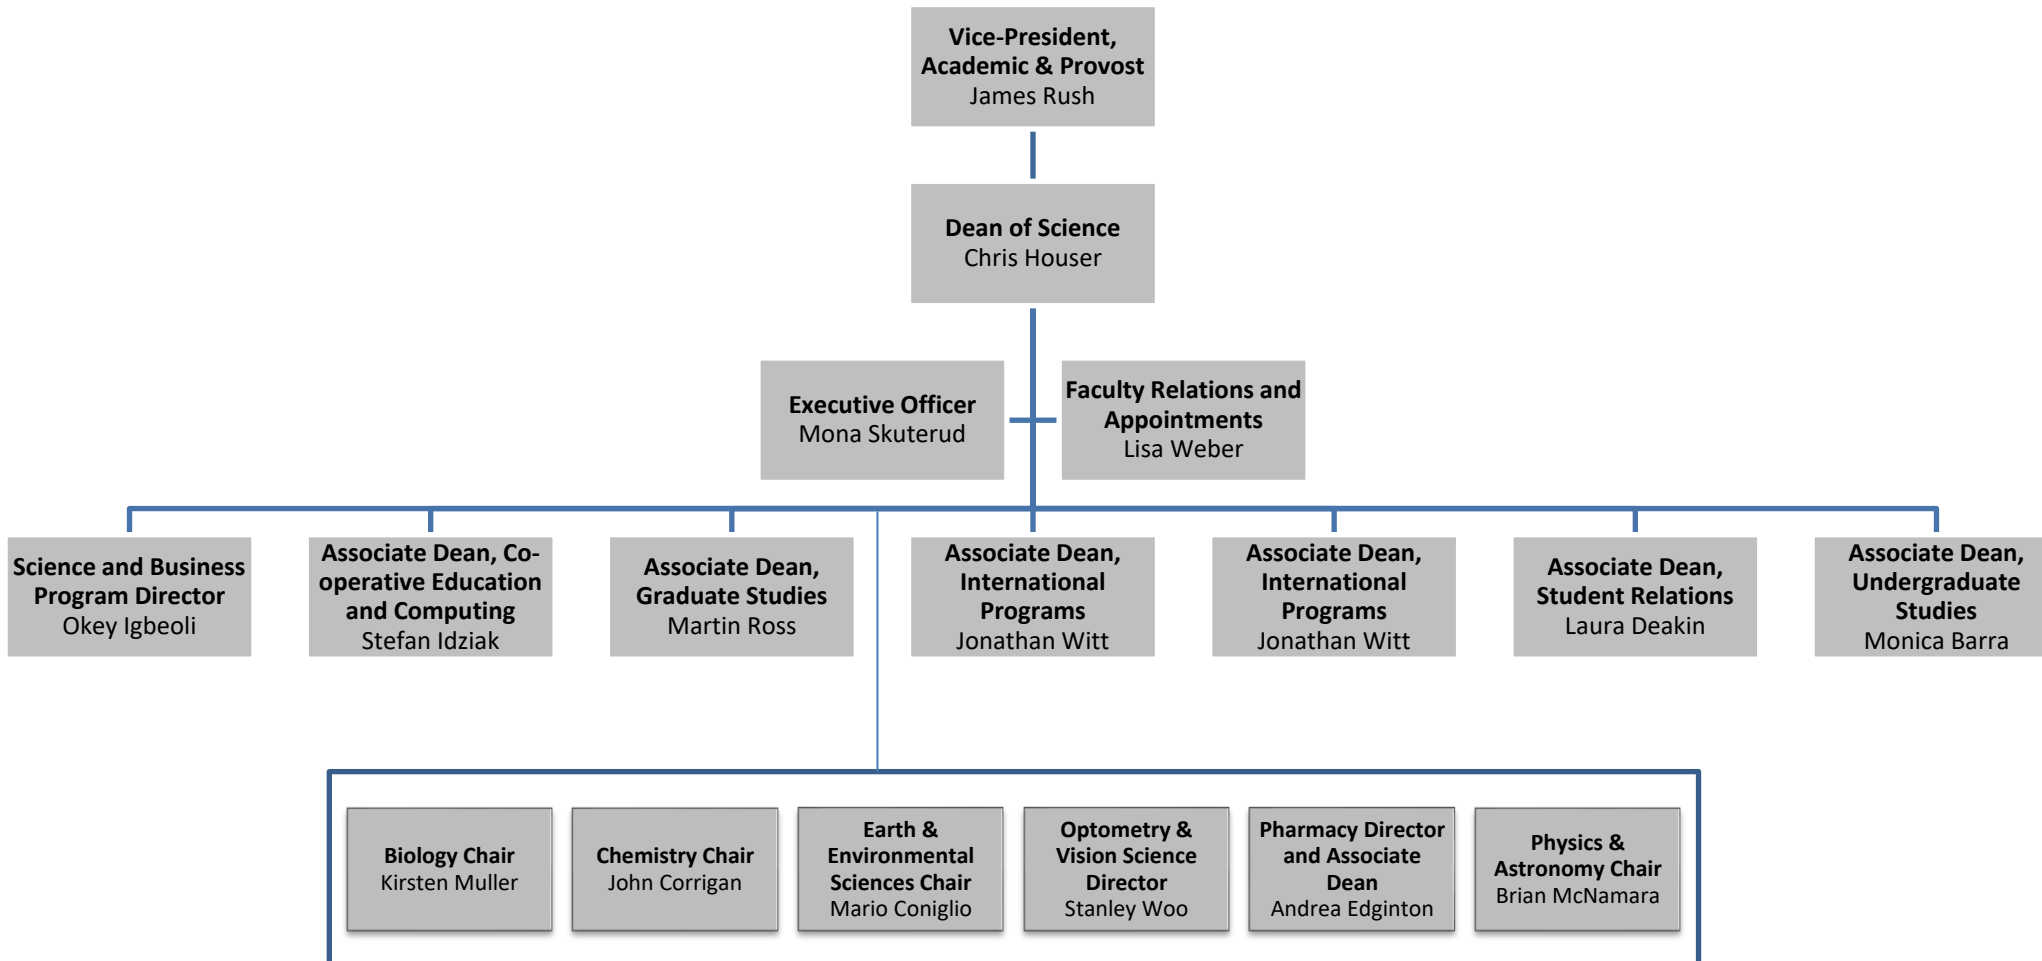 Vice-President,
Academic & Provost
James Rush
Dean of Science
Chris Houser
Executive Officer
Mona Skuterud
Faculty Relations and
Appointments
Lisa Weber
Science and Business
Program Director
Okey Igbeoli
Associate Dean, Co-
operative Education
and Computing
Stefan Idziak
Associate Dean,
Graduate Studies
Martin Ross
Associate Dean,
International
Programs
Jonathan Witt
Associate Dean,
International
Programs
Jonathan Witt
Associate Dean,
Student Relations
Laura Deakin
Associate Dean,
Undergraduate
Studies
Monica Barra
Biology Chair
Kirsten Muller
Chemistry Chair
John Corrigan
Earth &
Environmental
Sciences Chair
Mario Coniglio
Optometry &
Vision Science
Director
Stanley Woo
Pharmacy Director
and Associate
Dean
Andrea Edginton
Physics &
Astronomy Chair
Brian McNamara